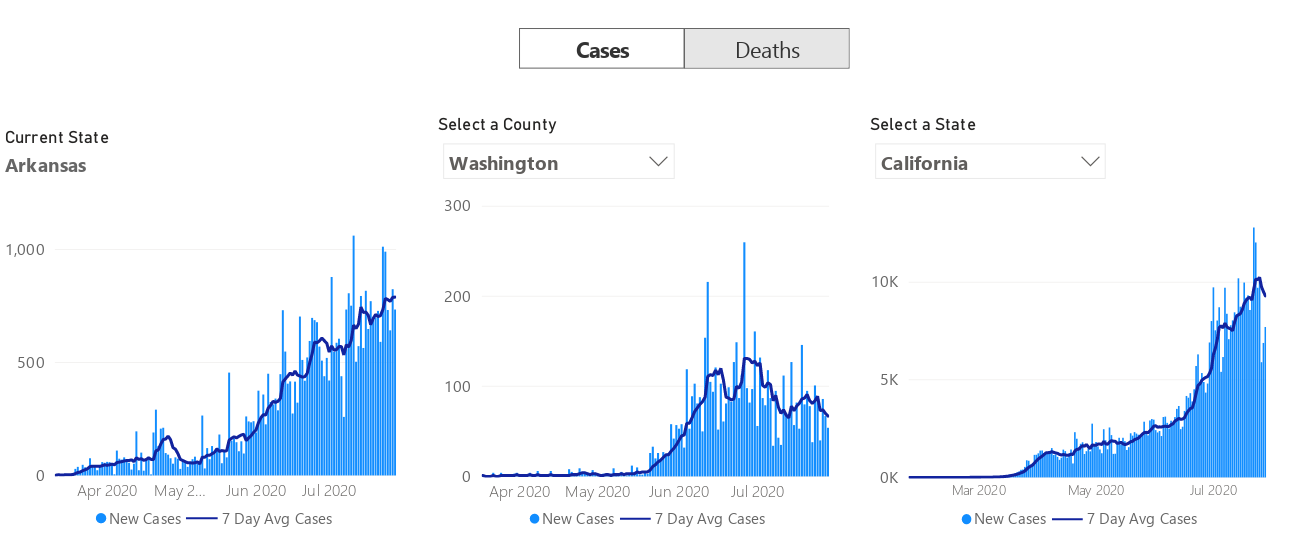 Cases Deaths
Current State
Arkansas
1,000
500
0
Apr 2020 May 2... Jun 2020 Jul 2020
New Cases 7 Day Avg Cases
Select a County
Washington
300
200
100
0
Apr 2020 May 2020 Jun 2020 Jul 2020
New Cases 7 Day Avg Cases
Select a State
California
10K
5K
0K
Mar 2020 May 2020 Jul 2020
New Cases 7 Day Avg Cases